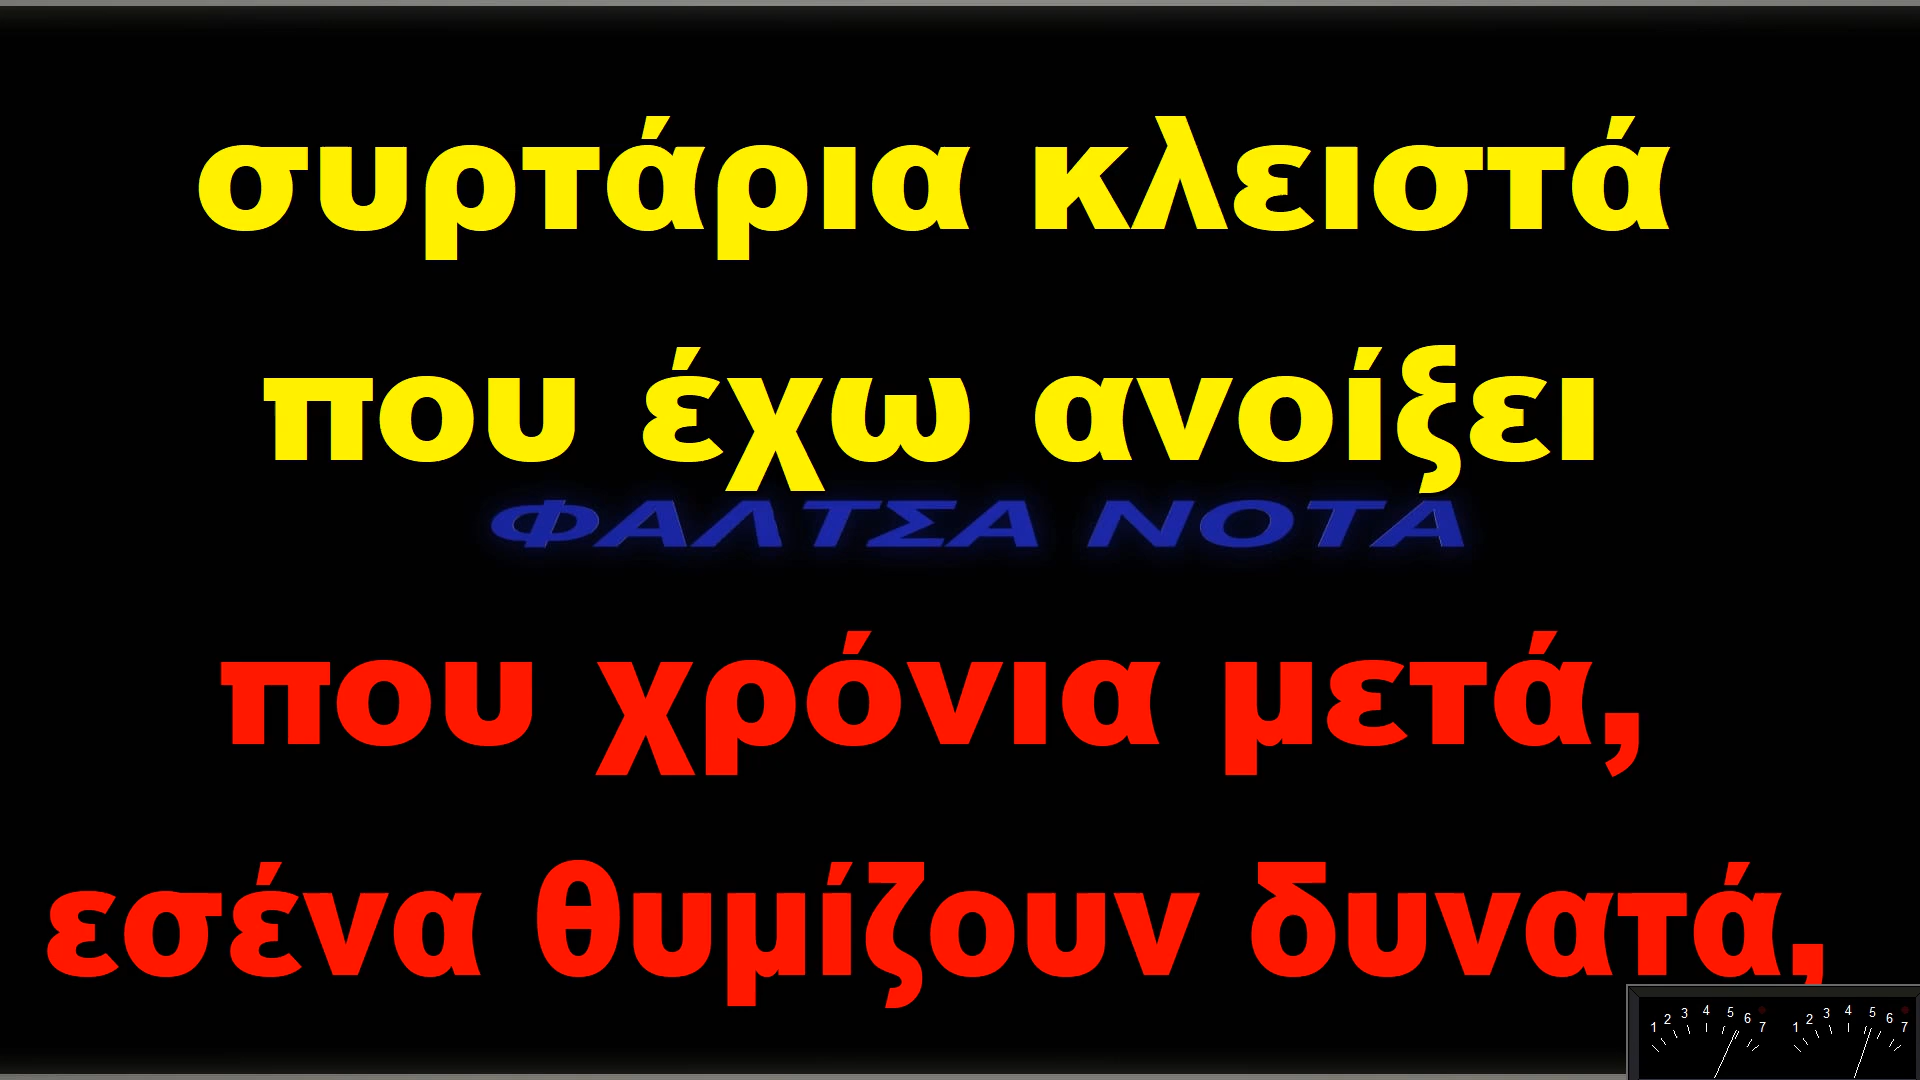 συρτάρια κλειστά
που έχω ανοίξει
ΦΑΛΤΣΑ ΝΟΤΑ
που χρόνια μετά,
εσένα θυμίζουν δυνατά,
1 2 3 4 5 6 7 1 2 3 4 5 6 7